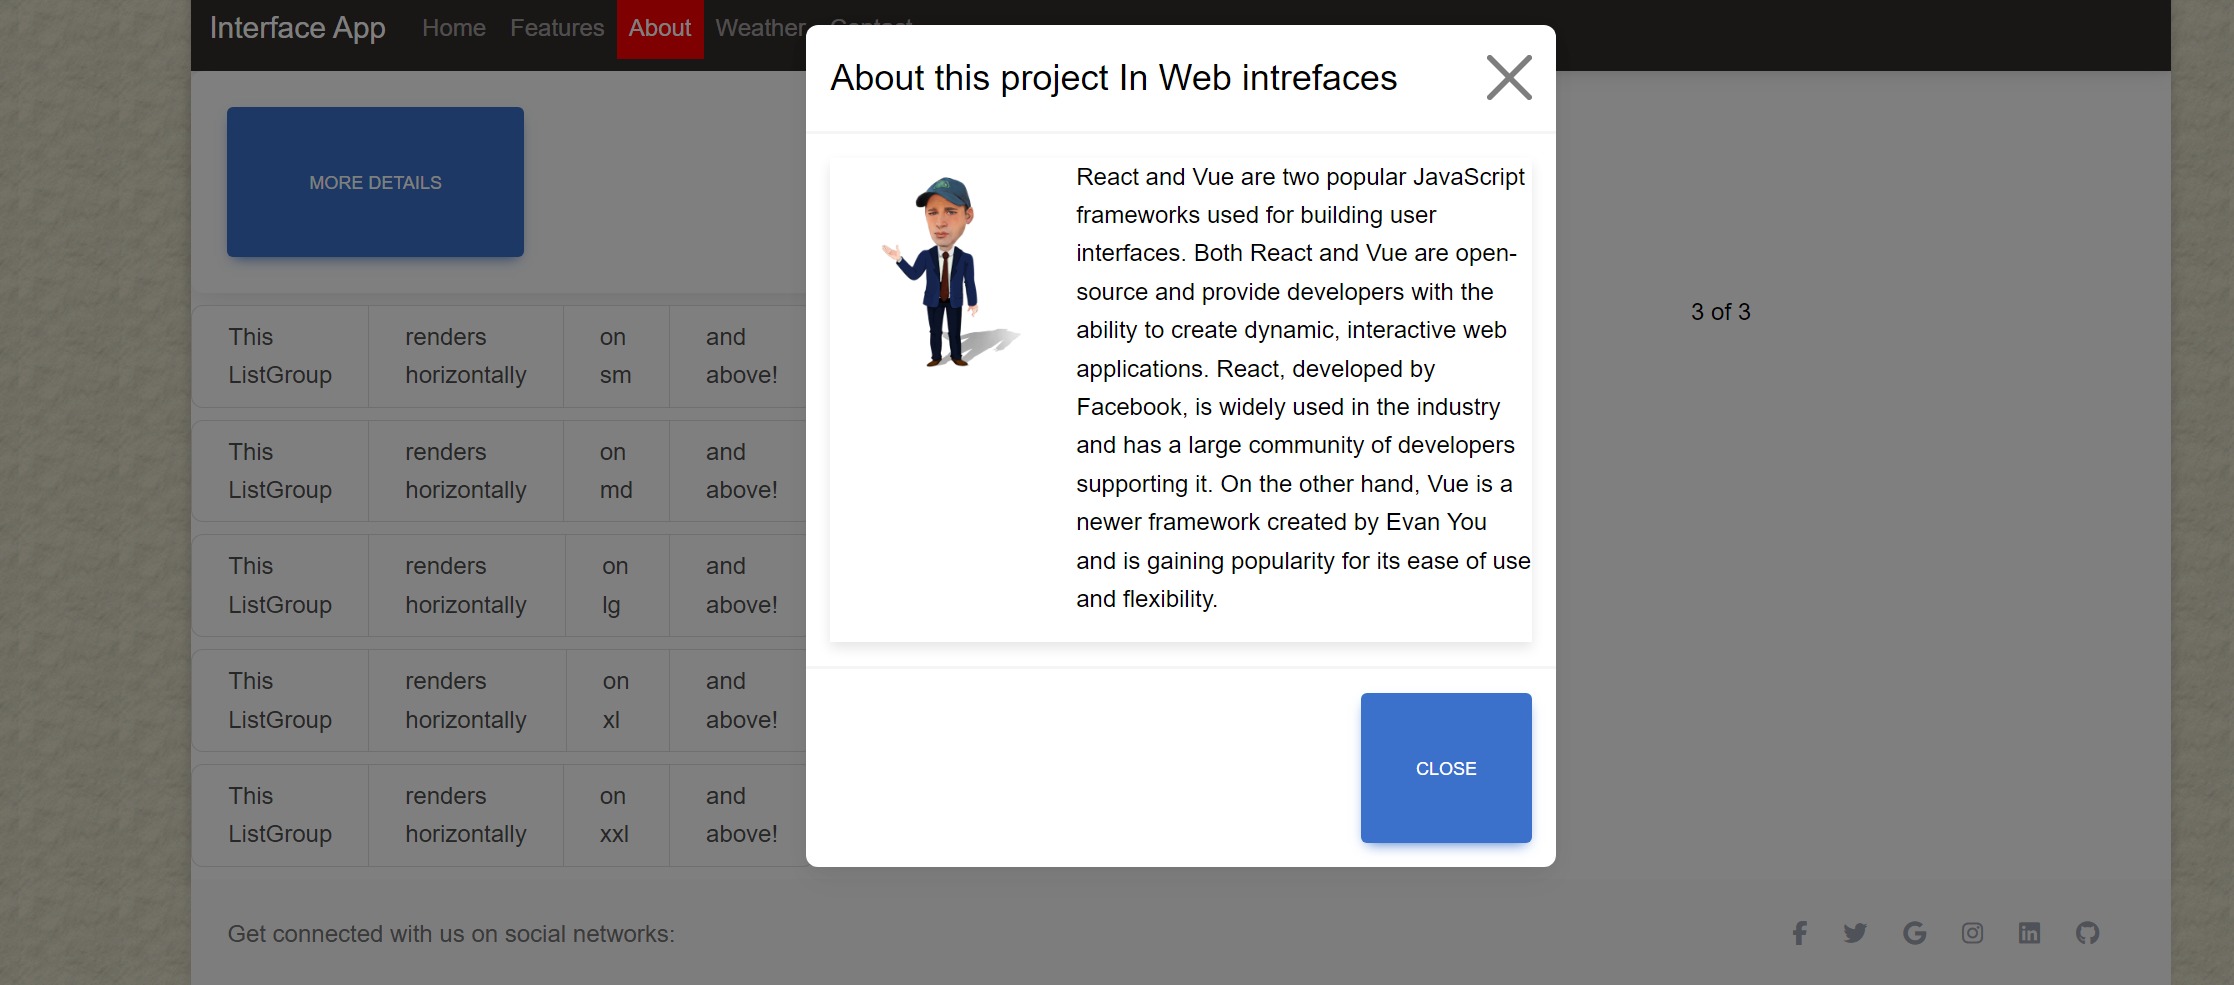 Interface App Home Features About Weather Contact
About this project In Web intrefaces
MORE DETAILS
React and Vue are two popular JavaScript
frameworks used for building user
interfaces. Both React and Vue are open-
source and provide developers with the
ability to create dynamic, interactive web
applications. React, developed by
Facebook, is widely used in the industry
and has a large community of developers
supporting it. On the other hand, Vue is a
newer framework created by Evan You
and is gaining popularity for its ease of use
and flexibility.
CLOSE
This renders on and
ListGroup horizontally sm above!
This renders on and
ListGroup horizontally md above!
This renders on and
ListGroup horizontally lg above!
This renders on and
ListGroup horizontally xl above!
This renders on and
ListGroup horizontally xxl above!
3 of 3
Get connected with us on social networks: